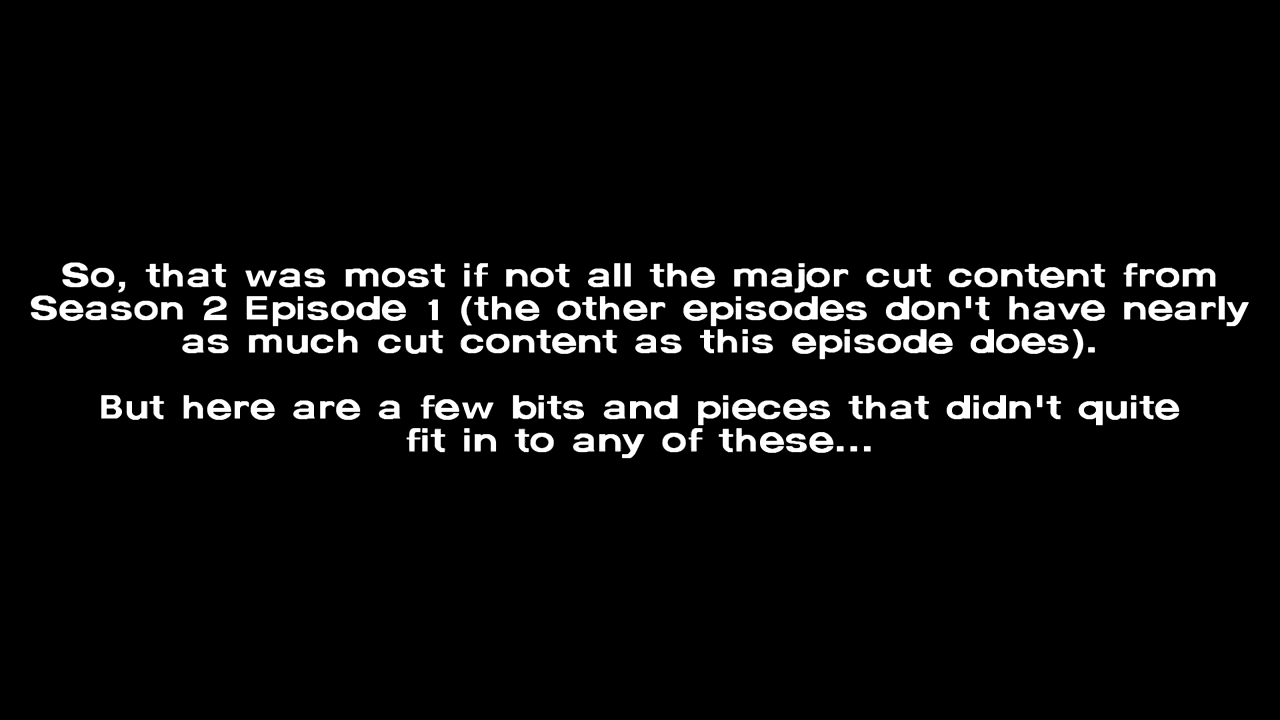 So, that was most if not all the major cut content from
Season 2 Episode 1 (the other episodes don't have nearly
as much cut content as this episode does).
But here are a few bits and pieces that didn't quite
fit in to any of these...